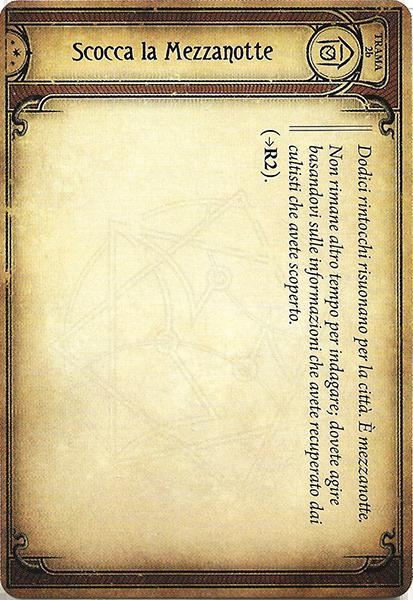 TRAMA
2b
Scocca la Mezzanotte
Dodici rintocchi risuonano per la città. È mezzanotte.
Non rimane altro tempo per indagare; dovete agire
basandovi sulle informazioni che avete recuperato dai
cultisti che avete scoperto.
(→R2).